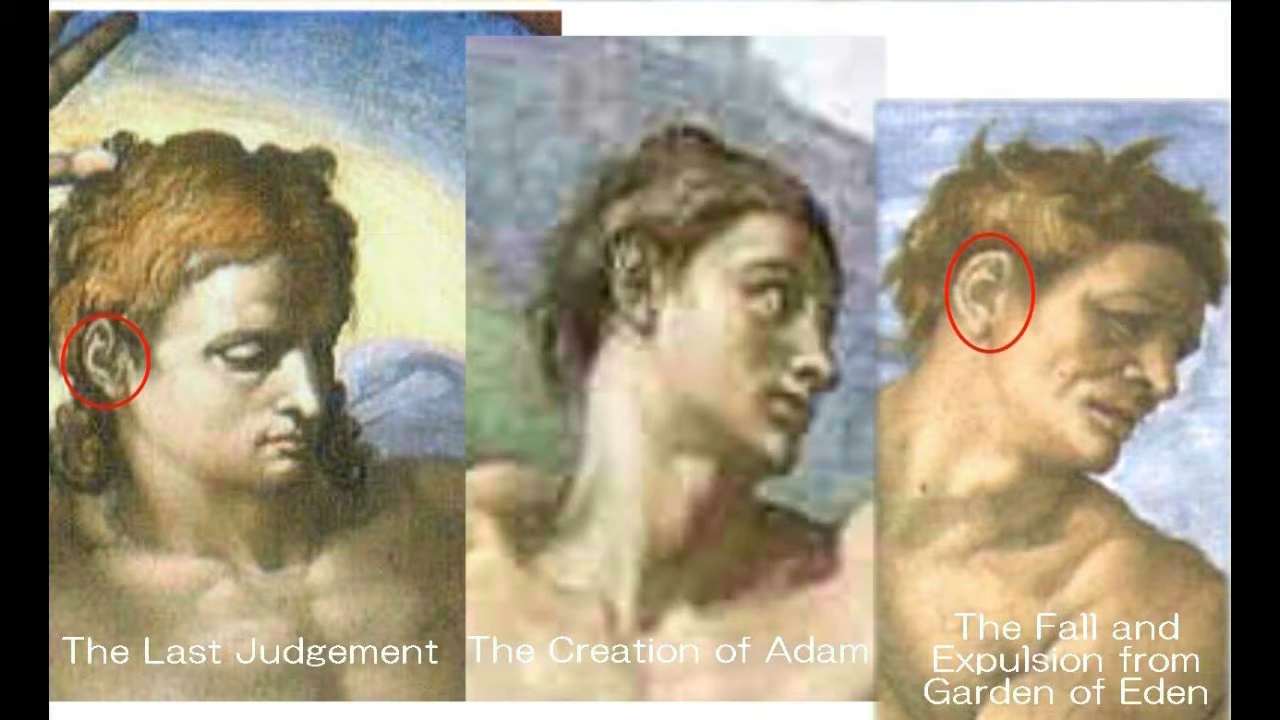 The Last Judgement
The Creation of Adam
The Fall and
Expulsion from
Garden of Eden